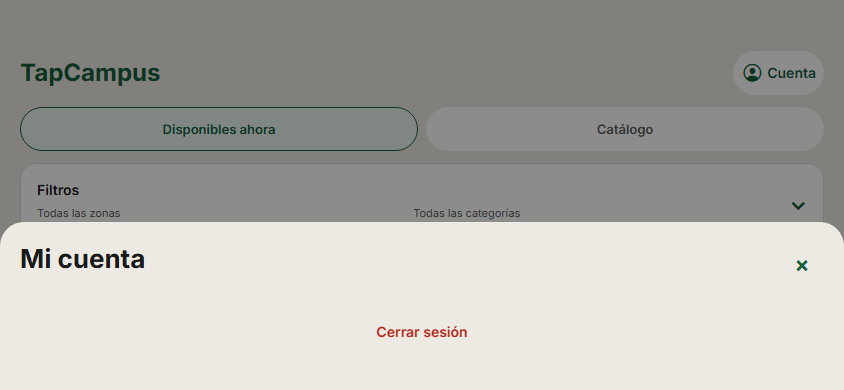 TapCampus
Cuenta
Disponibles ahora
Catálogo
Filtros
Todas las zonas
Todas las categorías
Mi cuenta
Cerrar sesión